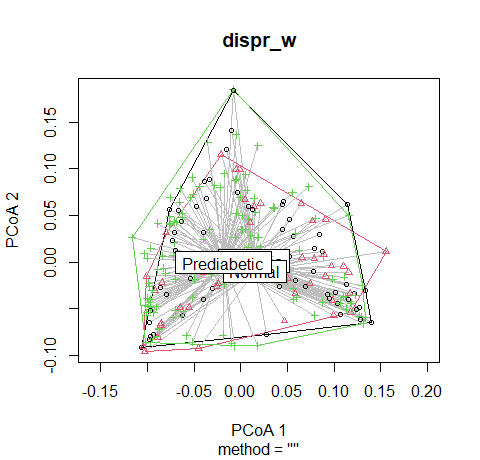 dispr_w
0.15
0.10
0.05
0.00
-0.10
PCoA 2
Prediabetic
Normal
-0.15
-0.05
0.00
0.05
0.10
0.15
0.20
PCoA 1
method = ""